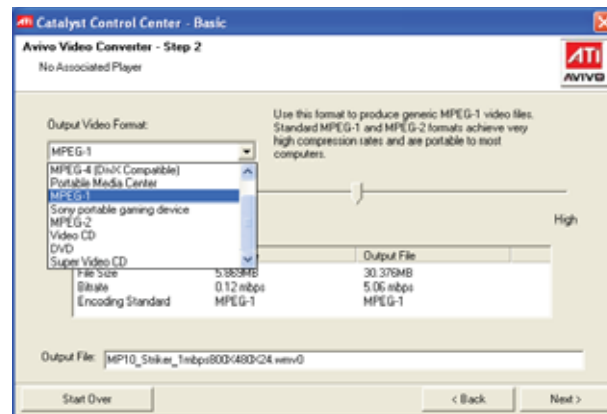 ATI Catalyst Control Center - Basic
Avivo Video Converter - Step 2
No Associated Player
ATI
AVIVO
Use this format to produce generic MPEG-1 video files.
Standard MPEG-1 and MPEG-2 formats achieve very
high compression rates and are portable to most
computers.
Output Video Format:
MPEG-1
MPEG-4 (DivX Compatible)
Portable Media Center
MPEG-1
Sony portable gaming device
MPEG-2
Video CD
DVD
Super Video CD
High
Output File
File Size 5.869MB 30.376MB
Bitrate 0.12 mbps 5.06 mbps
Encoding Standard MPEG-1 MPEG-1
Output File: MP10_Striker_1mbps800X480X24.wmv0
Start Over
< Back
Next >